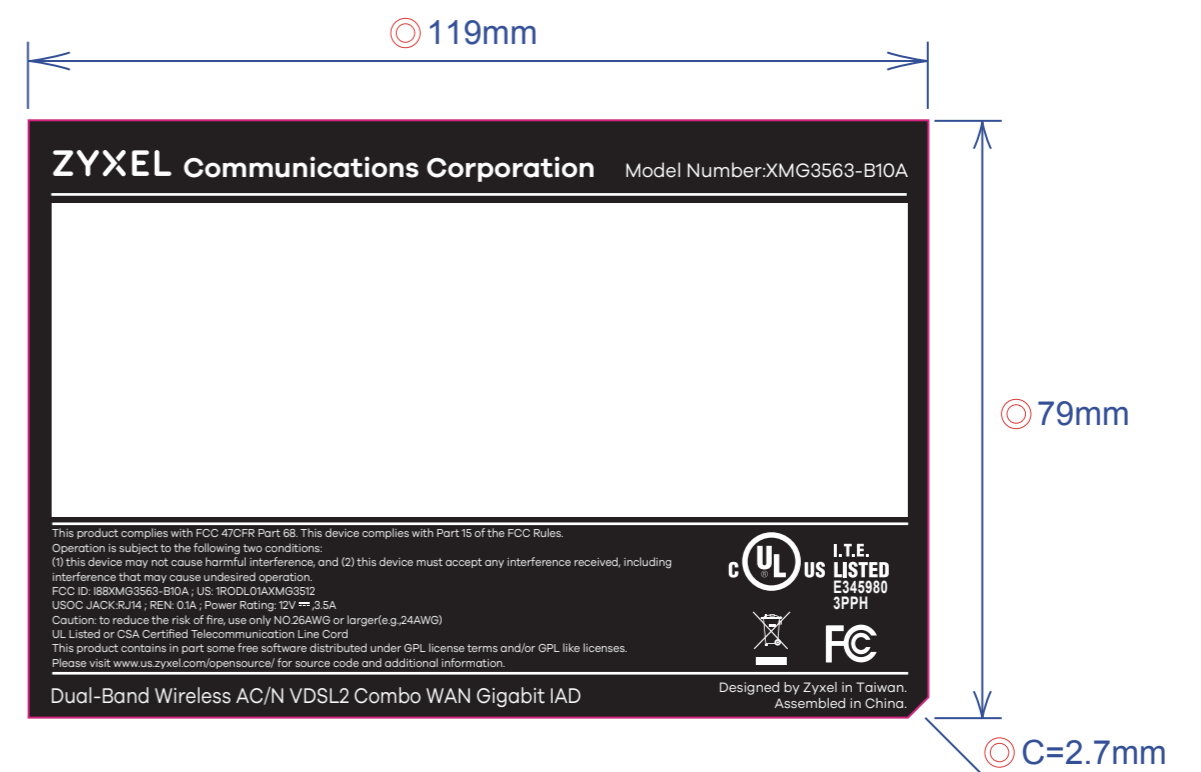 119mm
ZYXEL Communications Corporation Model Number:XMG3563-B10A
79mm
This product complies with FCC 47CFR Part 68. This device complies with Part 15 of the FCC Rules.
Operation is subject to the following two conditions:
(1) this device may not cause harmful interference, and (2) this device must accept any interference received, including
interference that may cause undesired operation.
FCC ID: I88XMG3563-B10A ; US: 1RODL01AXMG3512
USOC JACK:RJ14 ; REN: 0.1A ; Power Rating: 12V ⎓,3.5A
Caution: to reduce the risk of fire, use only NO.26AWG or larger(e.g.,24AWG)
UL Listed or CSA Certified Telecommunication Line Cord
This product contains in part some free software distributed under GPL license terms and/or GPL like licenses.
Please visit www.us.zyxel.com/opensource/ for source code and additional information.
C UL ® US
I.T.E.
LISTED
E345980
3PPH
FC
Dual-Band Wireless AC/N VDSL2 Combo WAN Gigabit IAD
Designed by Zyxel in Taiwan.
Assembled in China.
C=2.7mm